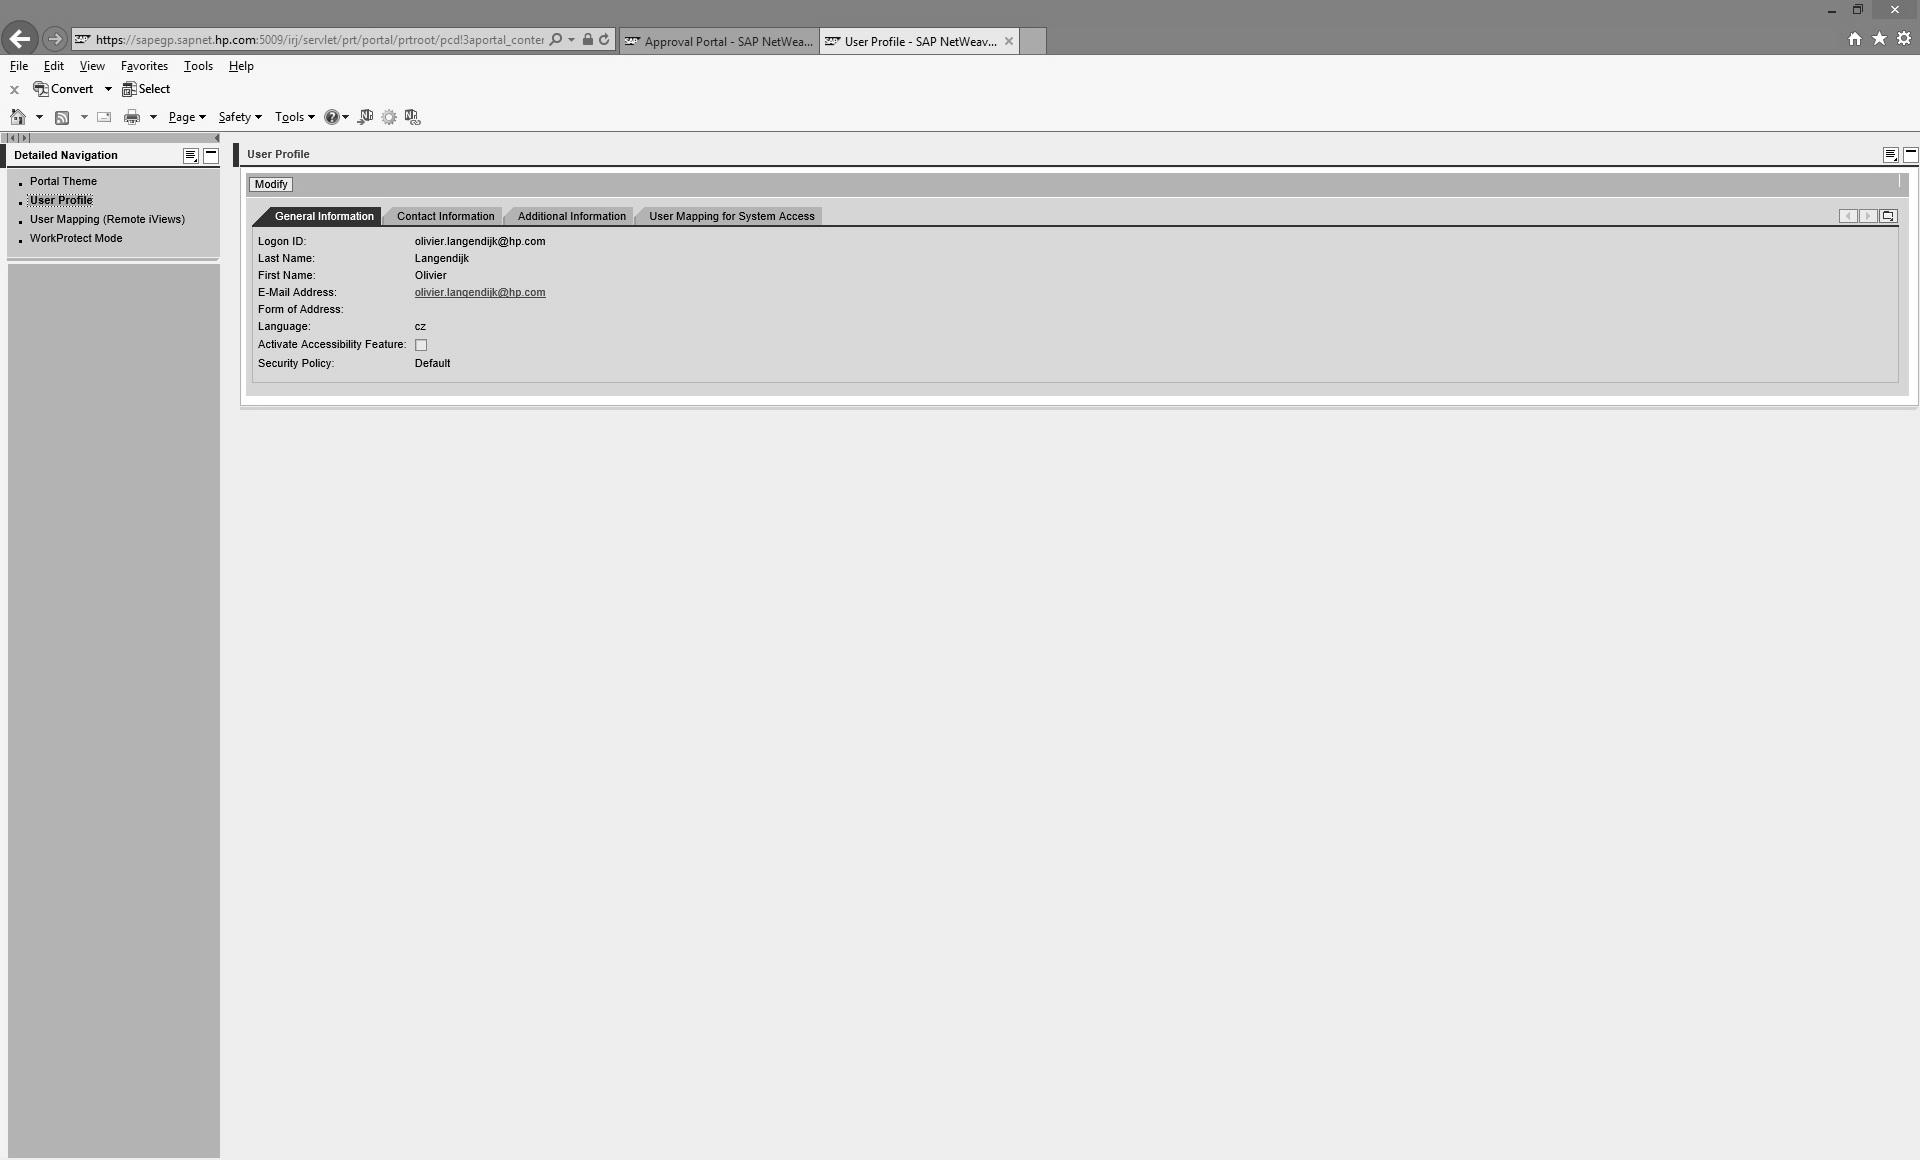 https://sapegp.sapnet.hp.com:5009/irj/servlet/prt/portal/prtroot/pcd!3aportal_conter
SAP Approval Portal - SAP NetWea...
SAP User Profile - SAP NetWeav...
File Edit View Favorites Tools Help
x Convert Select
Page Safety Tools
Detailed Navigation
Portal Theme
User Profile
User Mapping (Remote iViews)
WorkProtect Mode
User Profile
Modify
General Information Contact Information Additional Information User Mapping for System Access
Logon ID: olivier.langendijk@hp.com
Last Name: Langendijk
First Name: Olivier
E-Mail Address: olivier.langendijk@hp.com
Form of Address:
Language: cz
Activate Accessibility Feature:
Security Policy: Default